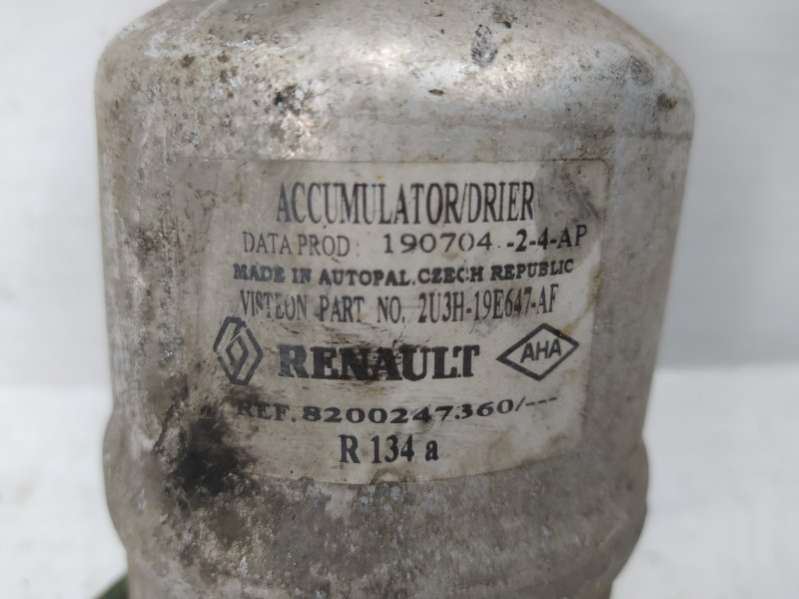 ACCUMULATOR/DRIER
DATA PROD : 190704 -2-4-AP
MADE IN AUTOPAL.CZECH REPUBLIC
VISTEON PART NO. 2U3H-19E647-AF
RENAULT AHA
REF.8200247360/---
R 134 a